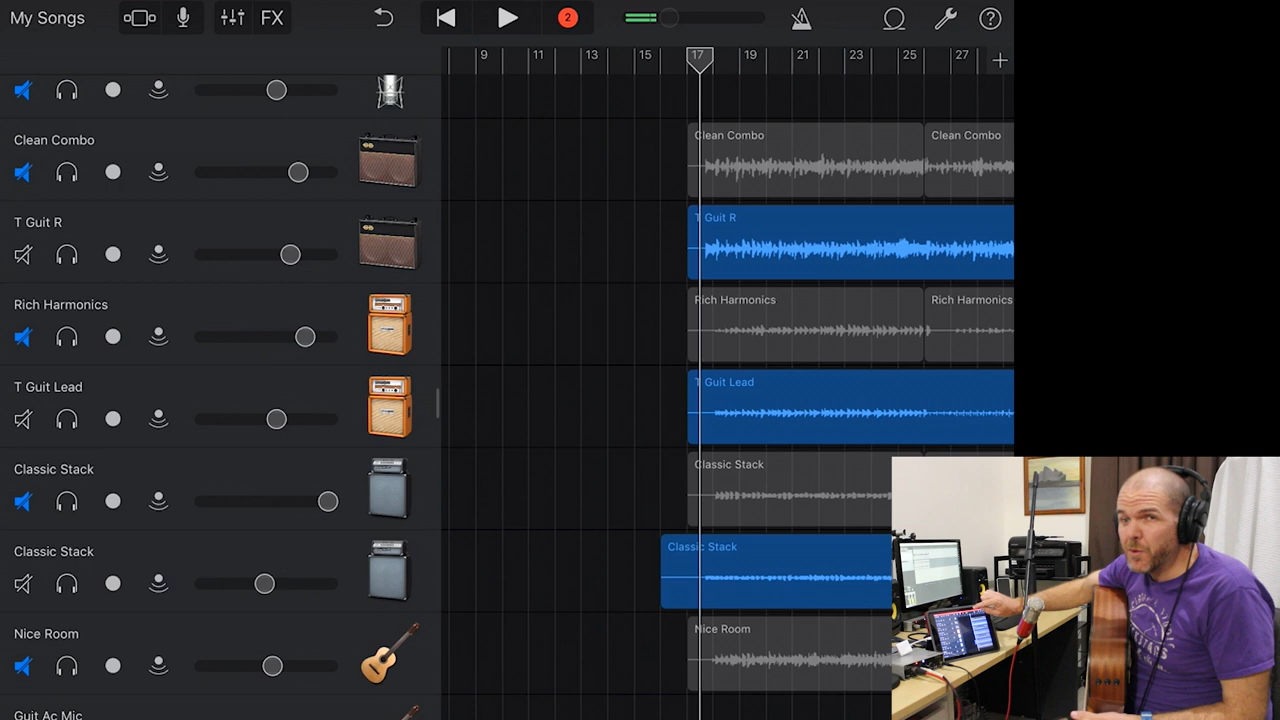 My Songs
FX
2
9 11 13 15 17 19 21 23 25 27
Clean Combo
Clean Combo
Clean Combo
T Guit R
T Guit R
Rich Harmonics
Rich Harmonics
Rich Harmonics
T Guit Lead
T Guit Lead
Classic Stack
Classic Stack
Classic Stack
Classic Stack
Nice Room
Nice Room
Guit Ac Mic